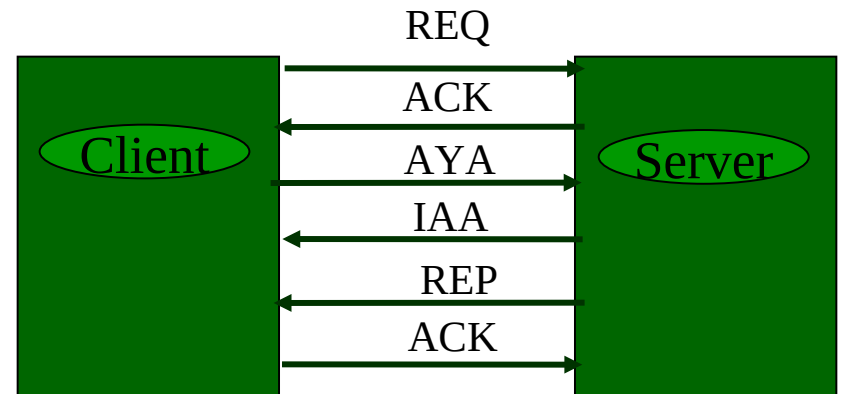 REQ
ACK
Client
AYA
Server
IAA
REP
ACK